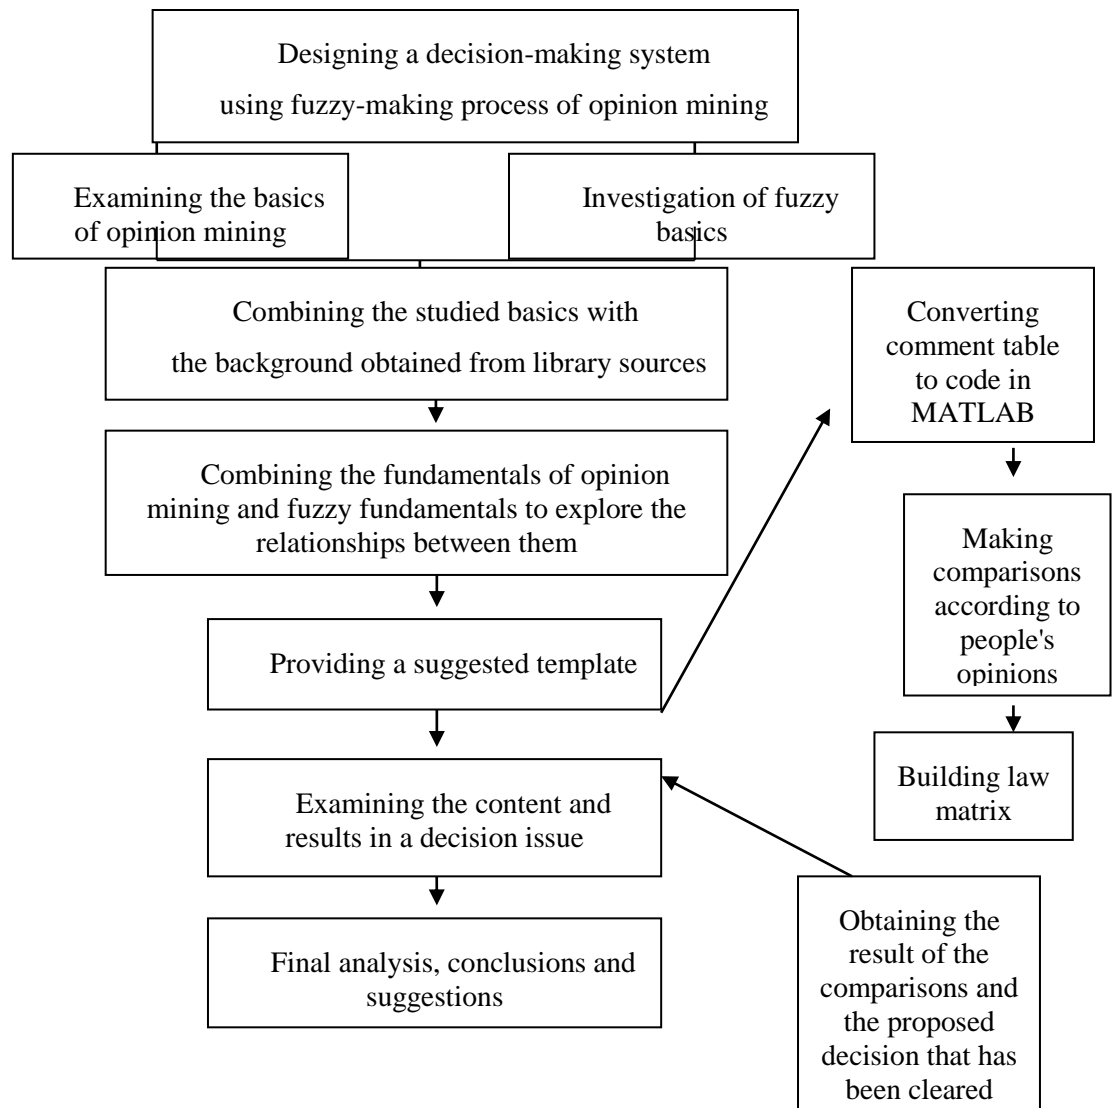 Designing a decision-making system
using fuzzy-making process of opinion mining
Examining the basics
of opinion mining
Investigation of fuzzy
basics
Combining the studied basics with
the background obtained from library sources
Combining the fundamentals of opinion
mining and fuzzy fundamentals to explore the
relationships between them
Providing a suggested template
Examining the content and
results in a decision issue
Final analysis, conclusions and
suggestions
Converting
comment table
to code in
MATLAB
Making
comparisons
according to
people's
opinions
Building law
matrix
Obtaining the
result of the
comparisons and
the proposed
decision that has
been cleared